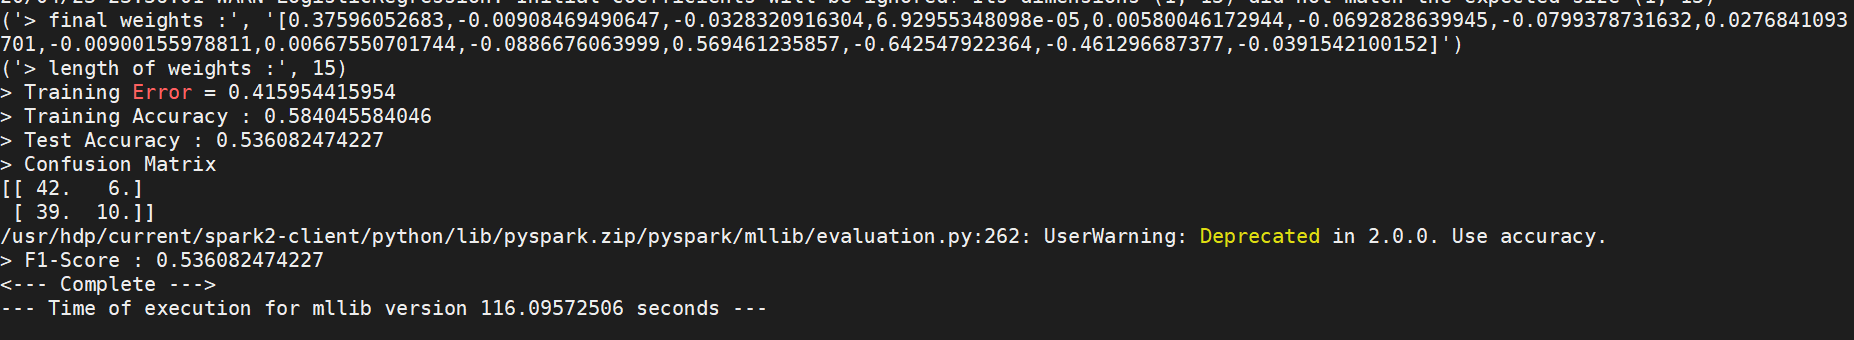 ('> final weights :', '[0.37596052683,-0.00908469490647,-0.0328320916304,6.92955348098e-05,0.00580046172944,-0.0692828639945,-0.0799378731632,0.0276841093
701,-0.00900155978811,0.00667550701744,-0.0886676063999,0.569461235857,-0.642547922364,-0.461296687377,-0.0391542100152]')
('> length of weights :', 15)
> Training Error = 0.415954415954
> Training Accuracy : 0.584045584046
> Test Accuracy : 0.536082474227
> Confusion Matrix
[[ 42.   6.]
 [ 39.  10.]]
/usr/hdp/current/spark2-client/python/lib/pyspark.zip/pyspark/mllib/evaluation.py:262: UserWarning: Deprecated in 2.0.0. Use accuracy.
> F1-Score : 0.536082474227
<--- Complete --->
--- Time of execution for mllib version 116.09572506 seconds ---